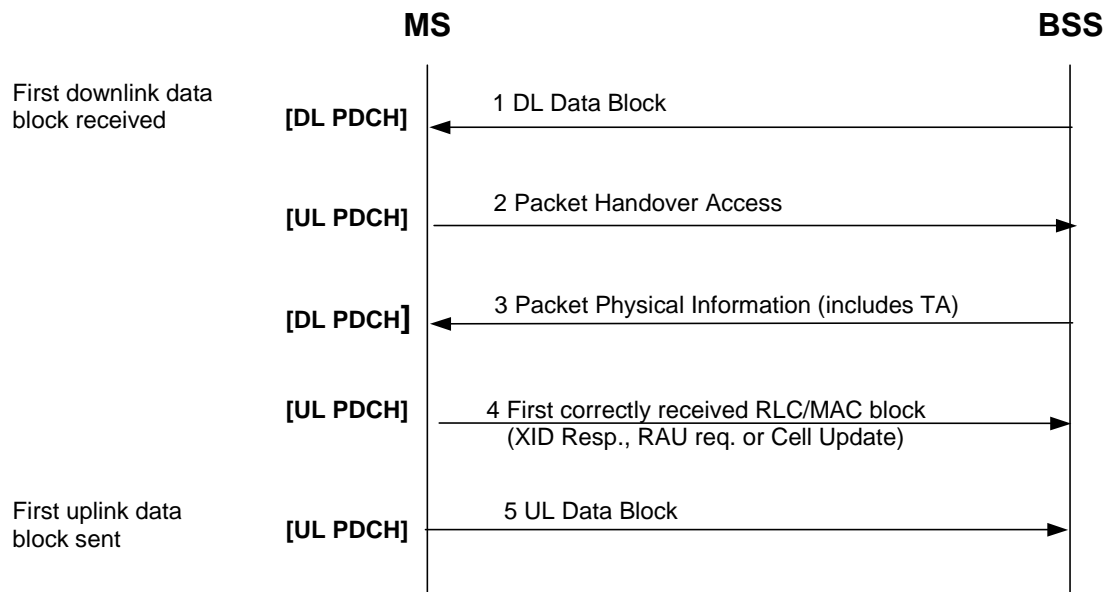 MS
BSS
First downlink data
block received
[DL PDCH]
1 DL Data Block
[UL PDCH]
2 Packet Handover Access
[DL PDCH]
3 Packet Physical Information (includes TA)
[UL PDCH]
4 First correctly received RLC/MAC block
(XID Resp., RAU req. or Cell Update)
First uplink data
block sent
[UL PDCH]
5 UL Data Block